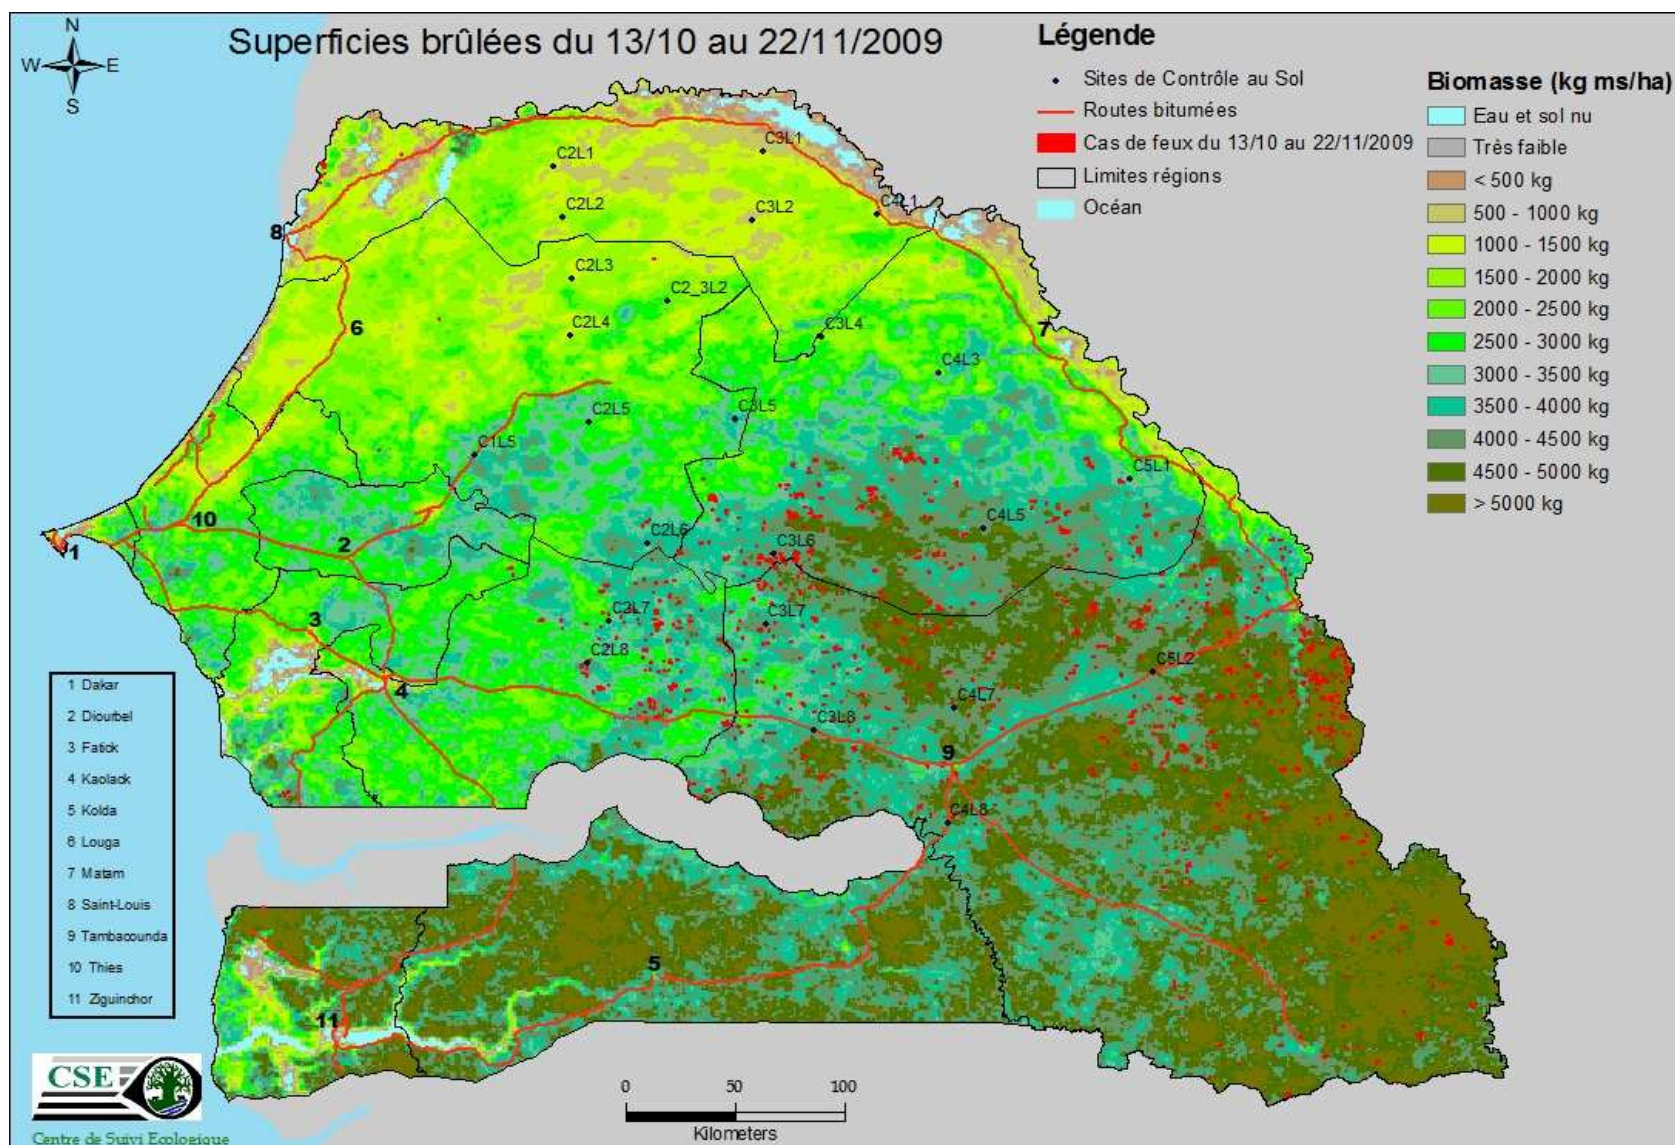 Superficies brûlées du 13/10 au 22/11/2009
N
W E
S
Légende
Sites de Contrôle au Sol
Routes bitumées
Cas de feux du 13/10 au 22/11/2009
Limites régions
Océan
Biomasse (kg ms/ha)
Eau et sol nu
Très faible
< 500 kg
500 - 1000 kg
1000 - 1500 kg
1500 - 2000 kg
2000 - 2500 kg
2500 - 3000 kg
3000 - 3500 kg
3500 - 4000 kg
4000 - 4500 kg
4500 - 5000 kg
> 5000 kg
C3L1
C2L1
C2L2
C3L2
C4L1
8
C2L3
C2_3L2
6
C2L4
C3L4
7
C4L3
C2L5
C3L5
C1L5
C5L1
10
C2L6
C4L5
2
1
C3L6
3
C2L7
C3L7
C2L8
C5L2
4
C4L7
C3L8
9
C4L8
5
11
1 Dakar
2 Diourbel
3 Fatick
4 Kaolack
5 Kolda
6 Louga
7 Matam
8 Saint-Louis
9 Tambacounda
10 Thies
11 Ziguinchor
CSE
Centre de Suivi Ecologique
0 50 100
Kilometers